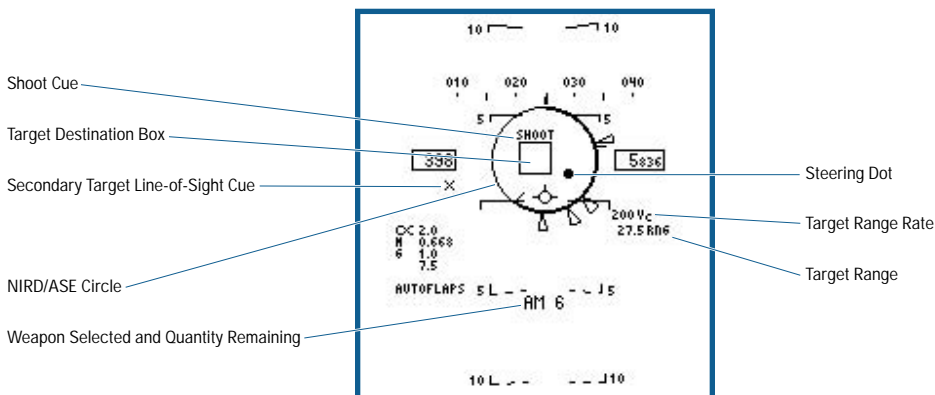 10 10
010 020 030 040
5 5
Shoot Cue
SHOOT
Target Destination Box
398 5836
Secondary Target Line-of-Sight Cue
X
Steering Dot
200 Vc
Target Range Rate
α 2.0
27.5 RNG
M 0.668
G 1.0
7.5
Target Range
NIRD/ASE Circle
AUTOFLAPS 5 5
AM 6
Weapon Selected and Quantity Remaining
10 10